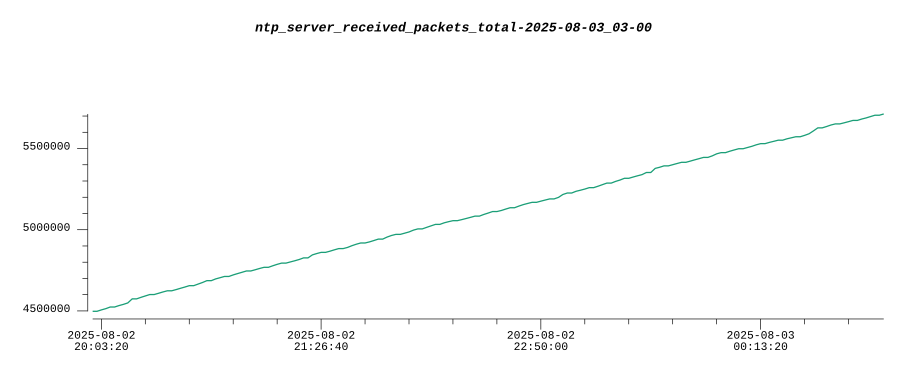 ntp_server_received_packets_total-2025-08-03_03-00
5500000
5000000
4500000
2025-08-02 2025-08-02 2025-08-02 2025-08-03
20:03:20 21:26:40 22:50:00 00:13:20